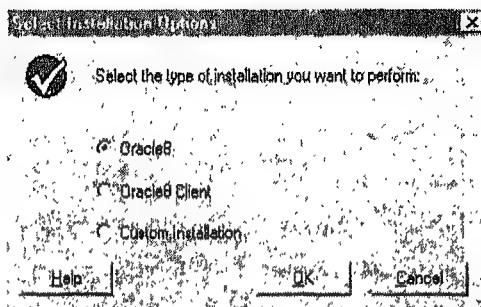 Select Installation Options
Select the type of installation you want to perform:
Oracle8
Oracle8 Client
Custom Installation
Help OK Cancel